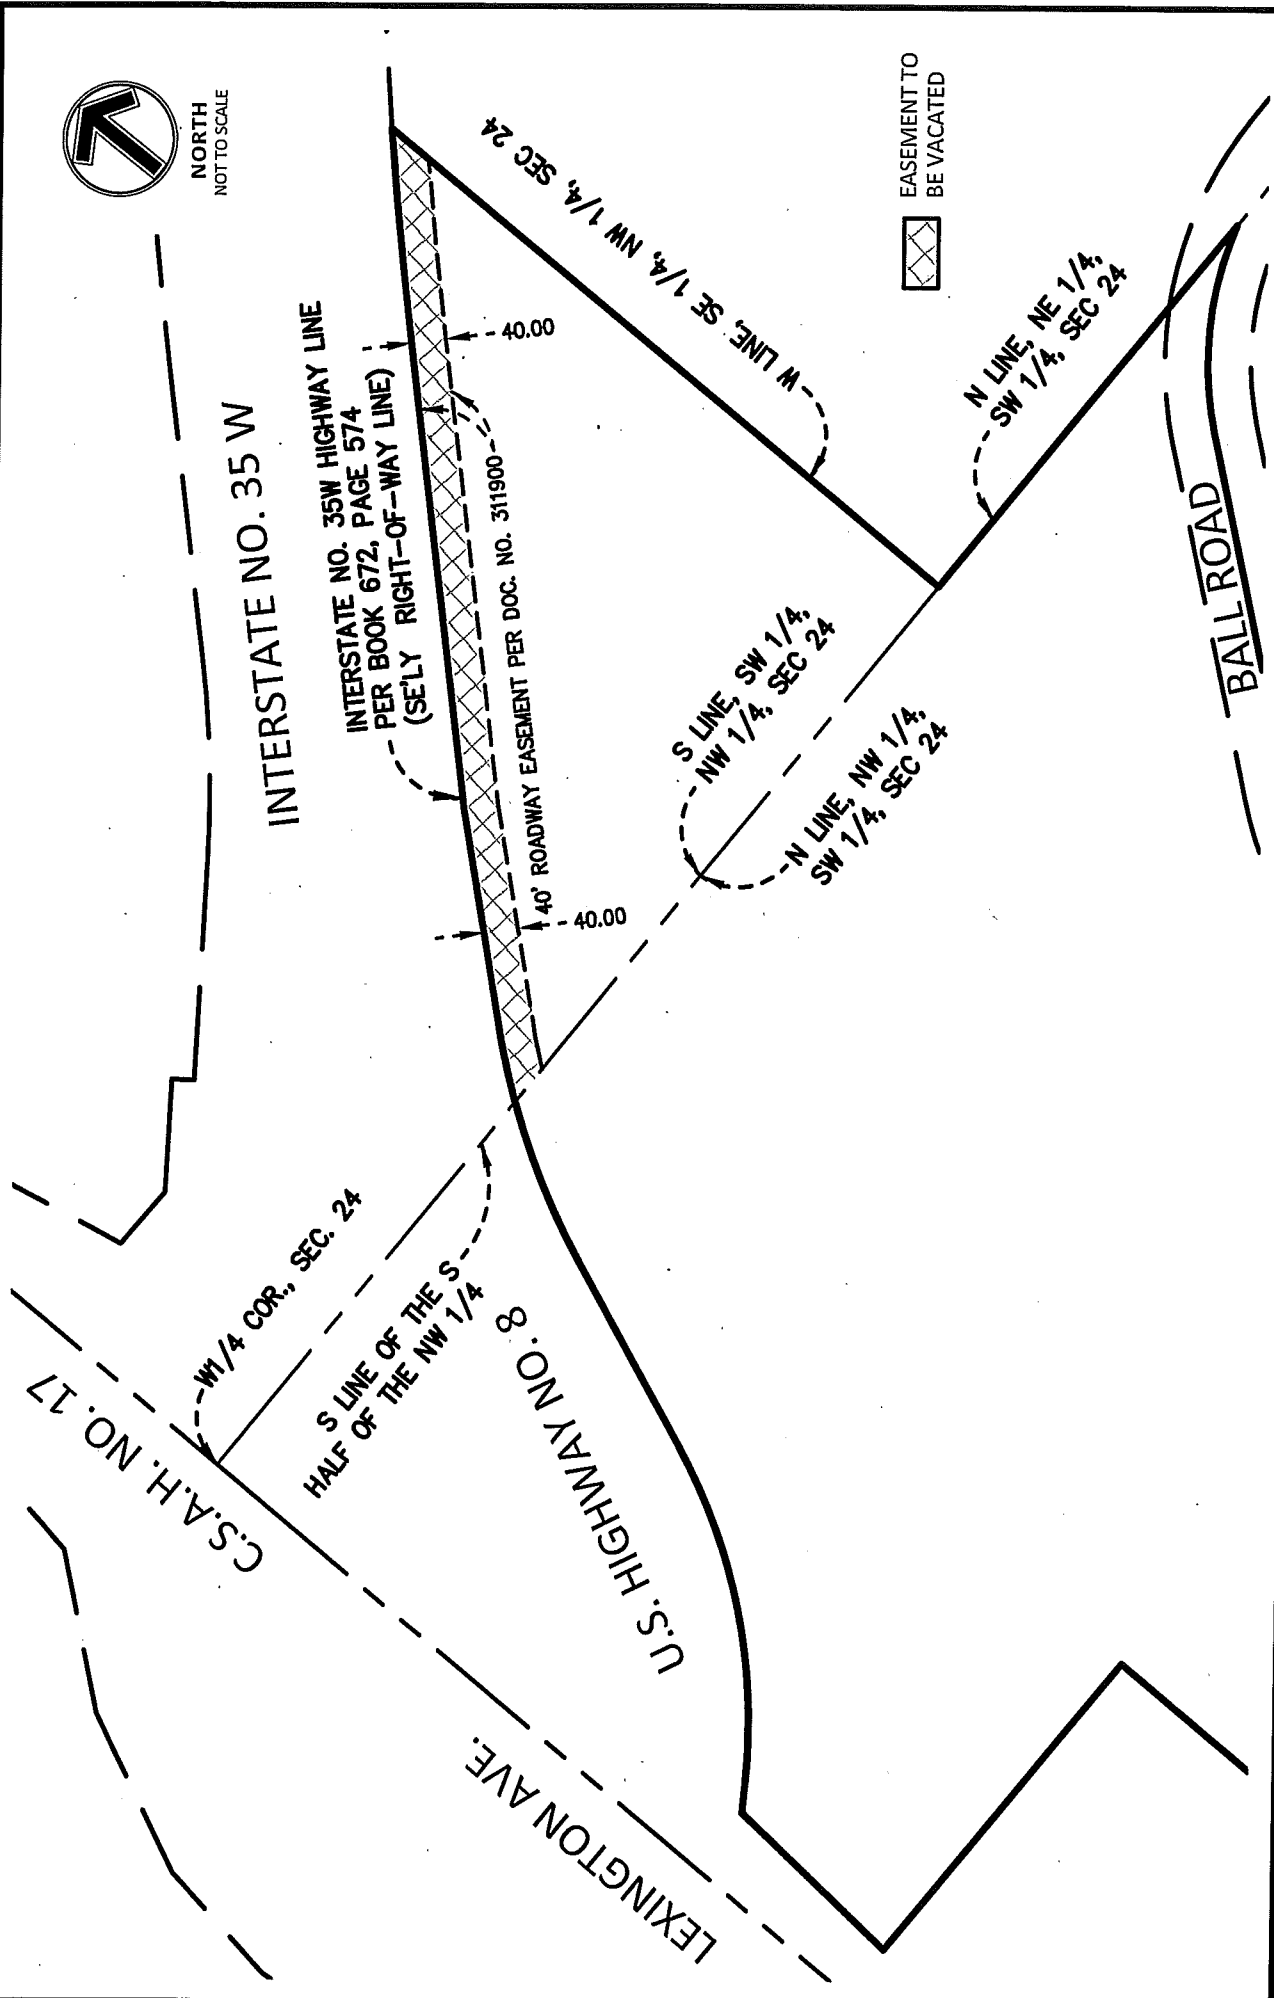 NORTH
NOT TO SCALE
INTERSTATE NO. 35 W
INTERSTATE NO. 35W HIGHWAY LINE
PER BOOK 672, PAGE 574
(SE'LY RIGHT-OF-WAY LINE)
40.00
40' ROADWAY EASEMENT PER DOC. NO. 311900
40.00
W LINE, SE 1/4, NW 1/4, SEC 24
EASEMENT TO
BE VACATED
N LINE, NE 1/4,
SW 1/4, SEC 24
S LINE, SW 1/4,
NW 1/4, SEC 24
N LINE, NW 1/4,
SW 1/4, SEC 24
BALL ROAD
W1/4 COR., SEC. 24
S LINE OF THE S
HALF OF THE NW 1/4
C.S.A.H. NO. 17
U.S. HIGHWAY NO. 8
LEXINGTON AVE.